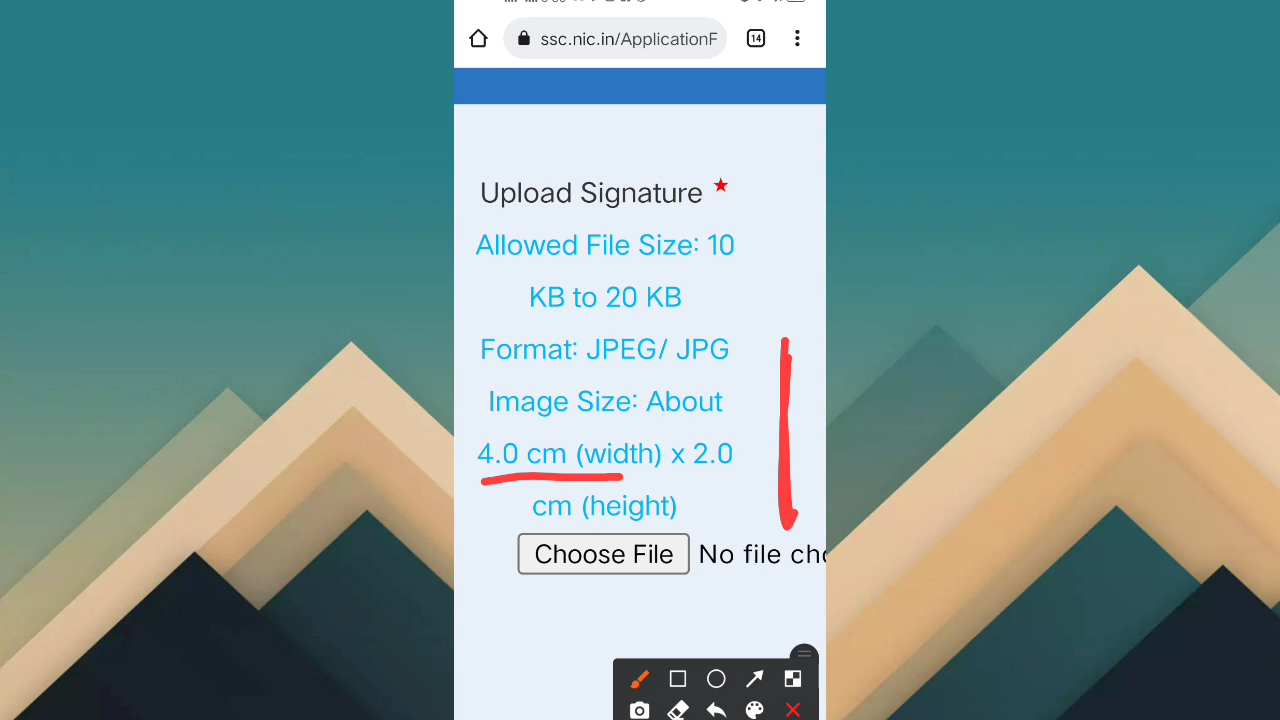 ssc.nic.in/ApplicationF
14
Upload Signature ★
Allowed File Size: 10
KB to 20 KB
Format: JPEG/ JPG
Image Size: About
4.0 cm (width) x 2.0
cm (height)
Choose File No file cho